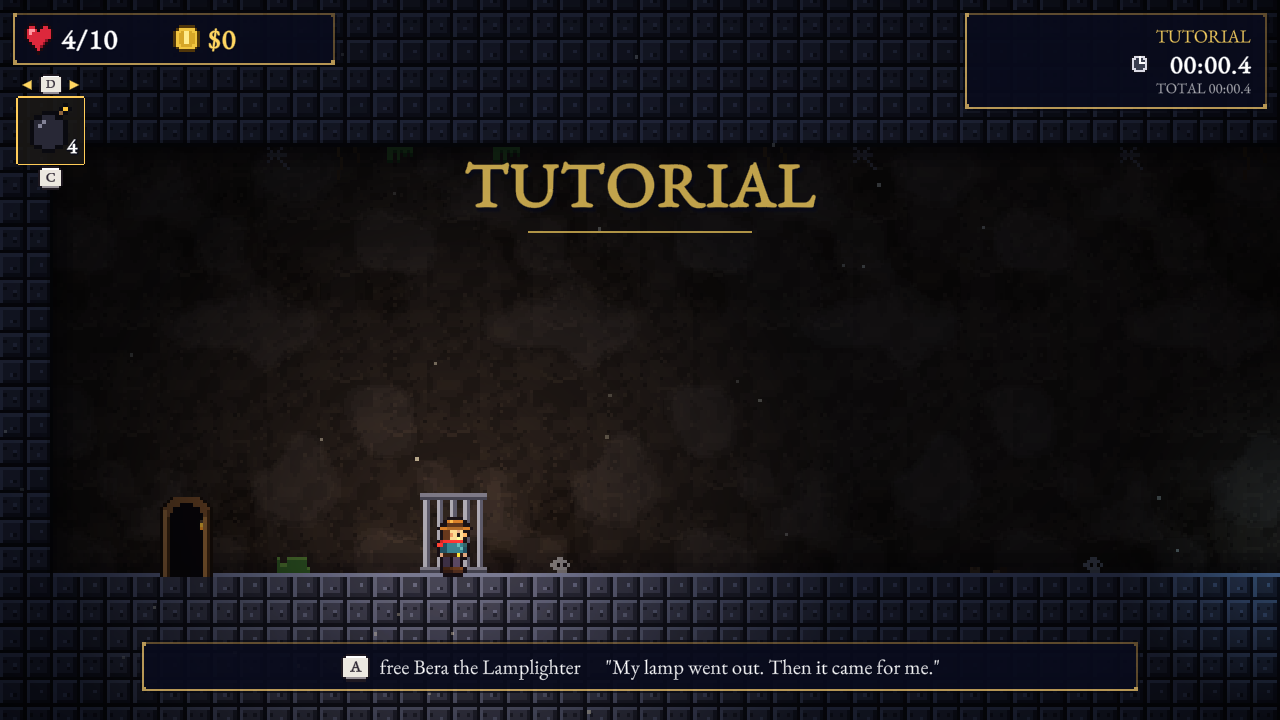 4/10 $0
TUTORIAL
00:00.4
TOTAL 00:00.4
D
4
C
TUTORIAL
A free Bera the Lamplighter "My lamp went out. Then it came for me."